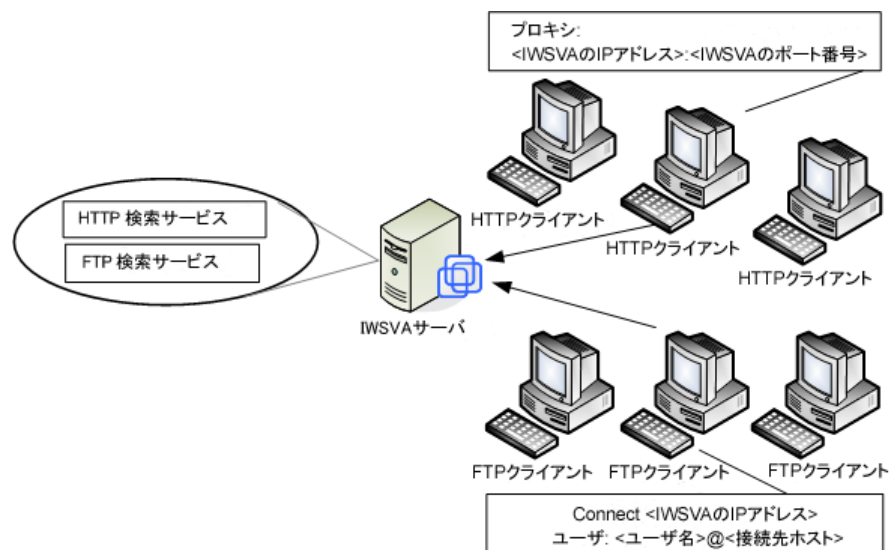 プロキシ:
<IWSVAのIPアドレス>:<IWSVAのポート番号>
HTTPクライアント
HTTPクライアント
HTTPクライアント
HTTP 検索サービス
FTP 検索サービス
IWSVAサーバ
FTPクライアント
FTPクライアント
FTPクライアント
Connect <IWSVAのIPアドレス>
ユーザ: <ユーザ名>@<接続先ホスト>